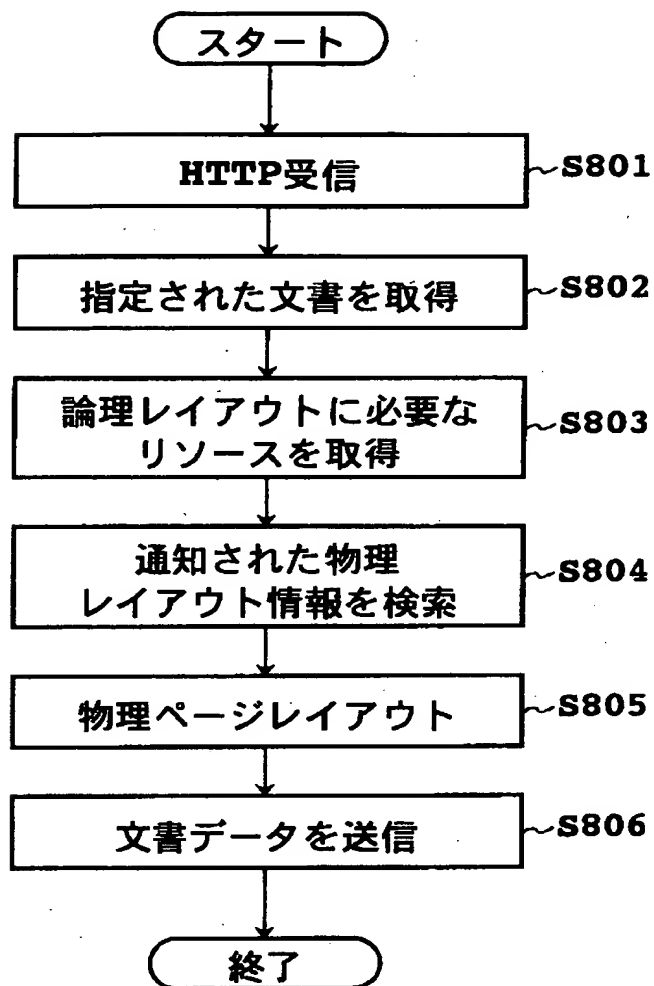 スタート
HTTP受信
S801
指定された文書を取得
S802
論理レイアウトに必要な
リソースを取得
S803
通知された物理
レイアウト情報を検索
S804
物理ページレイアウト
S805
文書データを送信
S806
終了